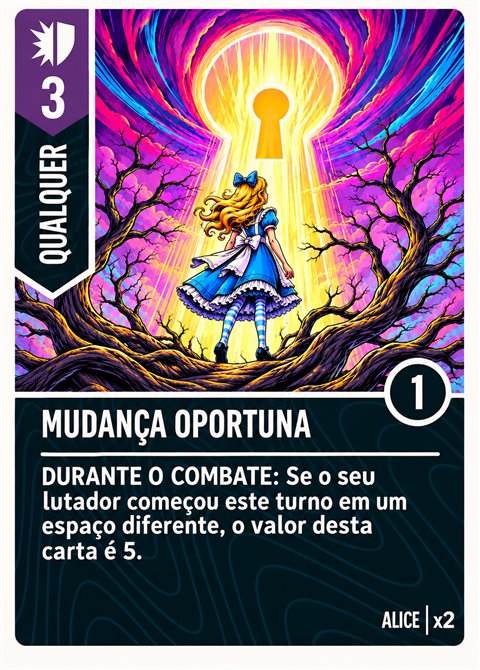 3
QUALQUER
1
MUDANÇA OPORTUNA
DURANTE O COMBATE: Se o seu
lutador começou este turno em um
espaço diferente, o valor desta
carta é 5.
ALICE | x2